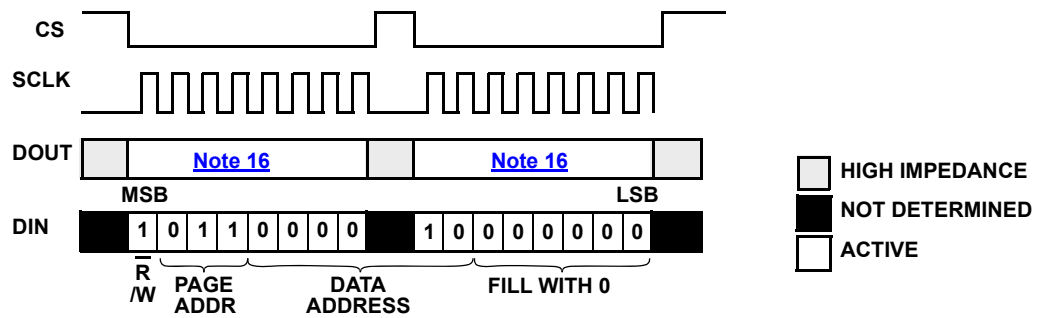 CS
SCLK
DOUT
Note 16
Note 16
HIGH IMPEDANCE
NOT DETERMINED
ACTIVE
MSB
LSB
DIN
1 0 1 1 0 0 0 0
1 0 0 0 0 0 0 0
R
/W
PAGE
ADDR
DATA
ADDRESS
FILL WITH 0